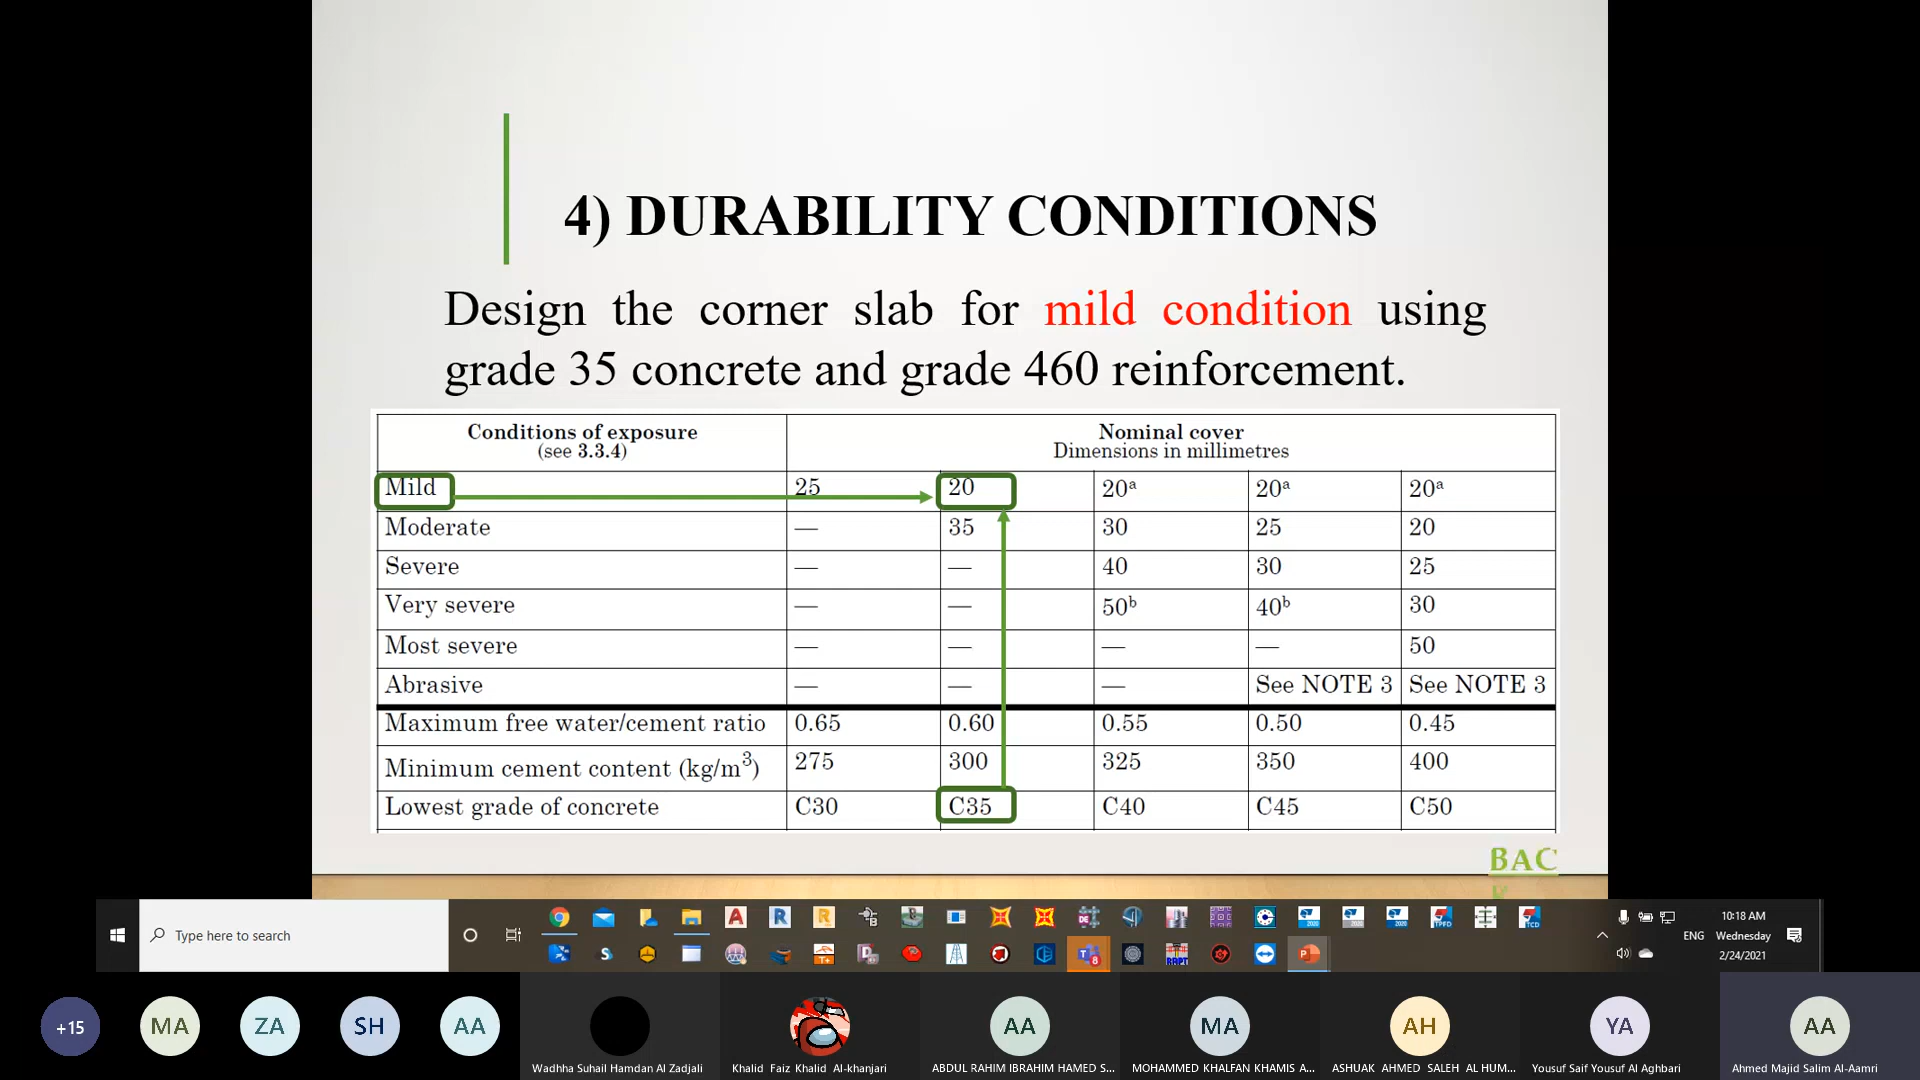 4) DURABILITY CONDITIONS
Design the corner slab for mild condition using
grade 35 concrete and grade 460 reinforcement.
Conditions of exposure
(see 3.3.4)
Nominal cover
Dimensions in millimetres
Mild 25 20 20ᵃ 20ᵃ 20ᵃ
Moderate — 35 30 25 20
Severe — — 40 30 25
Very severe — — 50ᵇ 40ᵇ 30
Most severe — — — — 50
Abrasive — — — See NOTE 3 See NOTE 3
Maximum free water/cement ratio 0.65 0.60 0.55 0.50 0.45
Minimum cement content (kg/m³) 275 300 325 350 400
Lowest grade of concrete C30 C35 C40 C45 C50
BAC
Type here to search
ENG
10:18 AM
Wednesday
2/24/2021
+15 MA ZA SH AA AA MA AH YA AA
Wadhha Suhail Hamdan Al Zadjali
Khalid Faiz Khalid Al-khanjari
ABDUL RAHIM IBRAHIM HAMED S...
MOHAMMED KHALFAN KHAMIS A...
ASHUAK AHMED SALEH AL HUM...
Yousuf Saif Yousuf Al Aghbari
Ahmed Majid Salim Al-Aamri